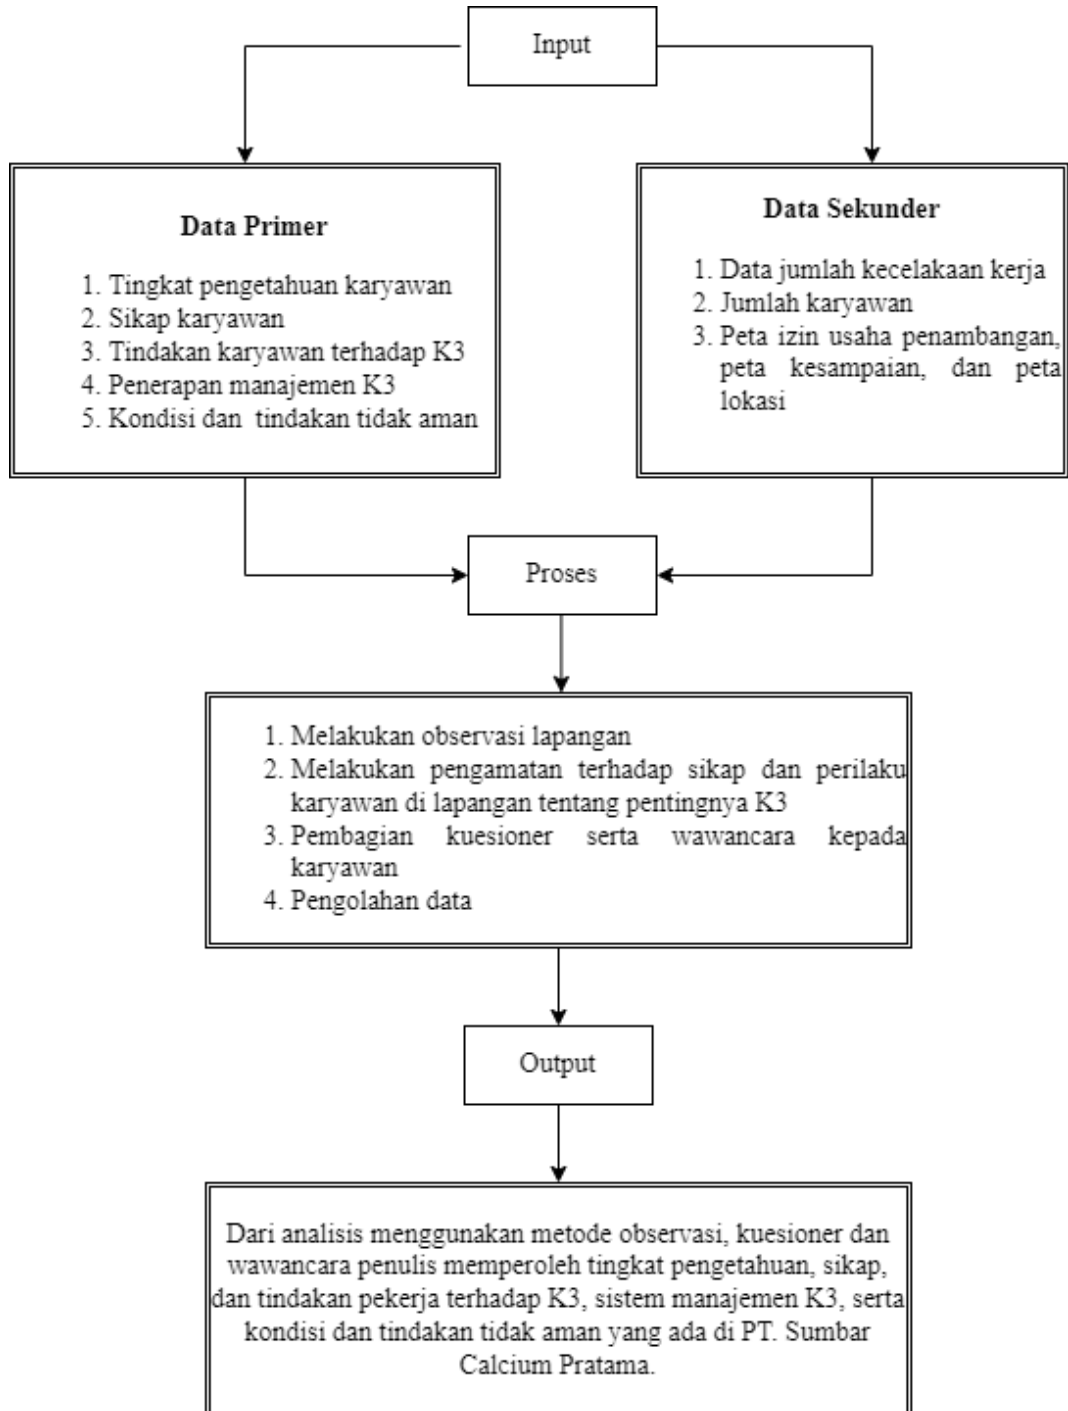 Input
Data Primer
1. Tingkat pengetahuan karyawan
2. Sikap karyawan
3. Tindakan karyawan terhadap K3
4. Penerapan manajemen K3
5. Kondisi dan tindakan tidak aman
Data Sekunder
1. Data jumlah kecelakaan kerja
2. Jumlah karyawan
3. Peta izin usaha penambangan,
peta kesampaian, dan peta
lokasi
Proses
1. Melakukan observasi lapangan
2. Melakukan pengamatan terhadap sikap dan perilaku
karyawan di lapangan tentang pentingnya K3
3. Pembagian kuesioner serta wawancara kepada
karyawan
4. Pengolahan data
Output
Dari analisis menggunakan metode observasi, kuesioner dan
wawancara penulis memperoleh tingkat pengetahuan, sikap,
dan tindakan pekerja terhadap K3, sistem manajemen K3, serta
kondisi dan tindakan tidak aman yang ada di PT. Sumbar
Calcium Pratama.